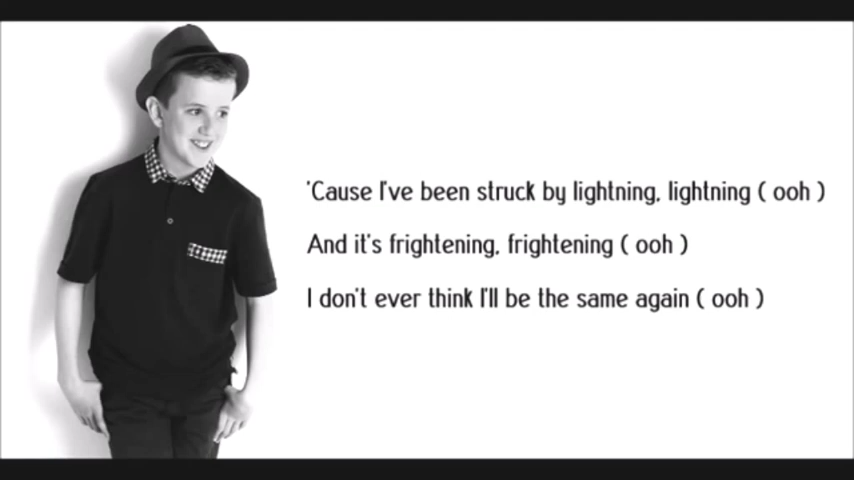 'Cause I've been struck by lightning, lightning ( ooh )
And it's frightening, frightening ( ooh )
I don't ever think I'll be the same again ( ooh )